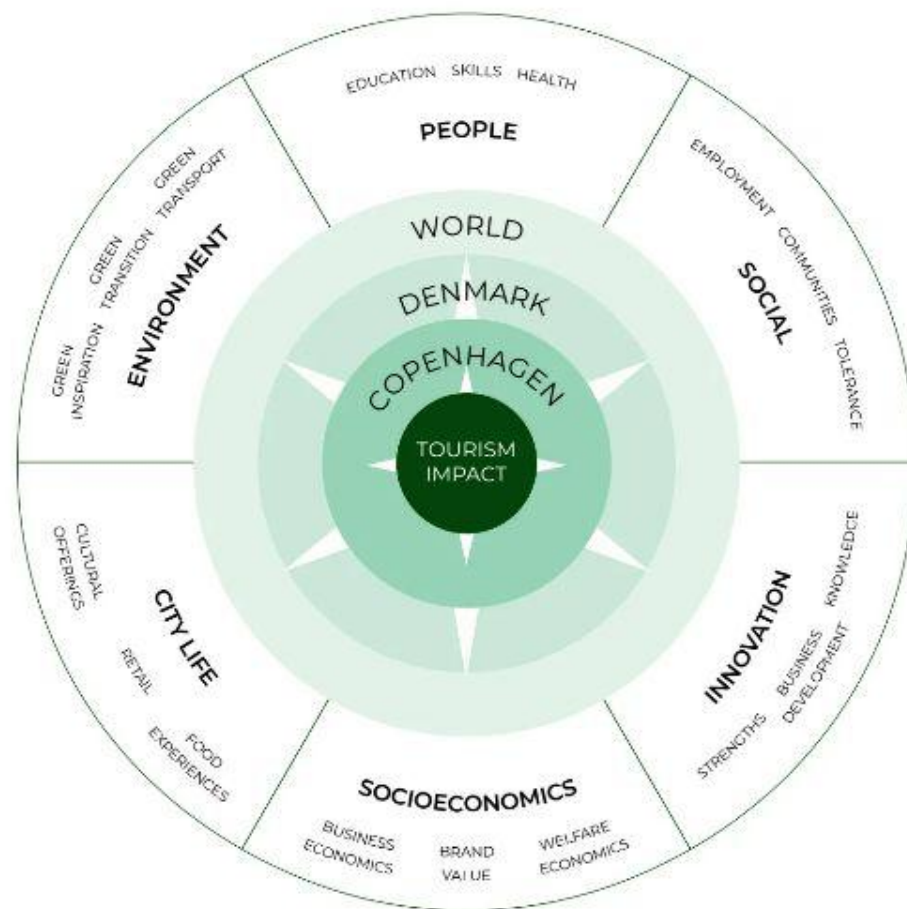 EDUCATION SKILLS HEALTH
PEOPLE
EMPLOYMENT COMMUNITIES TOLERANCE
SOCIAL
KNOWLEDGE
BUSINESS
DEVELOPMENT
STRENGTHS
INNOVATION
SOCIOECONOMICS
BUSINESS
ECONOMICS
BRAND
VALUE
WELFARE
ECONOMICS
CITY LIFE
CULTURAL
OFFERINGS
RETAIL
FOOD
EXPERIENCES
ENVIRONMENT
GREEN
INSPIRATION
GREEN
TRANSITION
GREEN
TRANSPORT
WORLD
DENMARK
COPENHAGEN
TOURISM
IMPACT